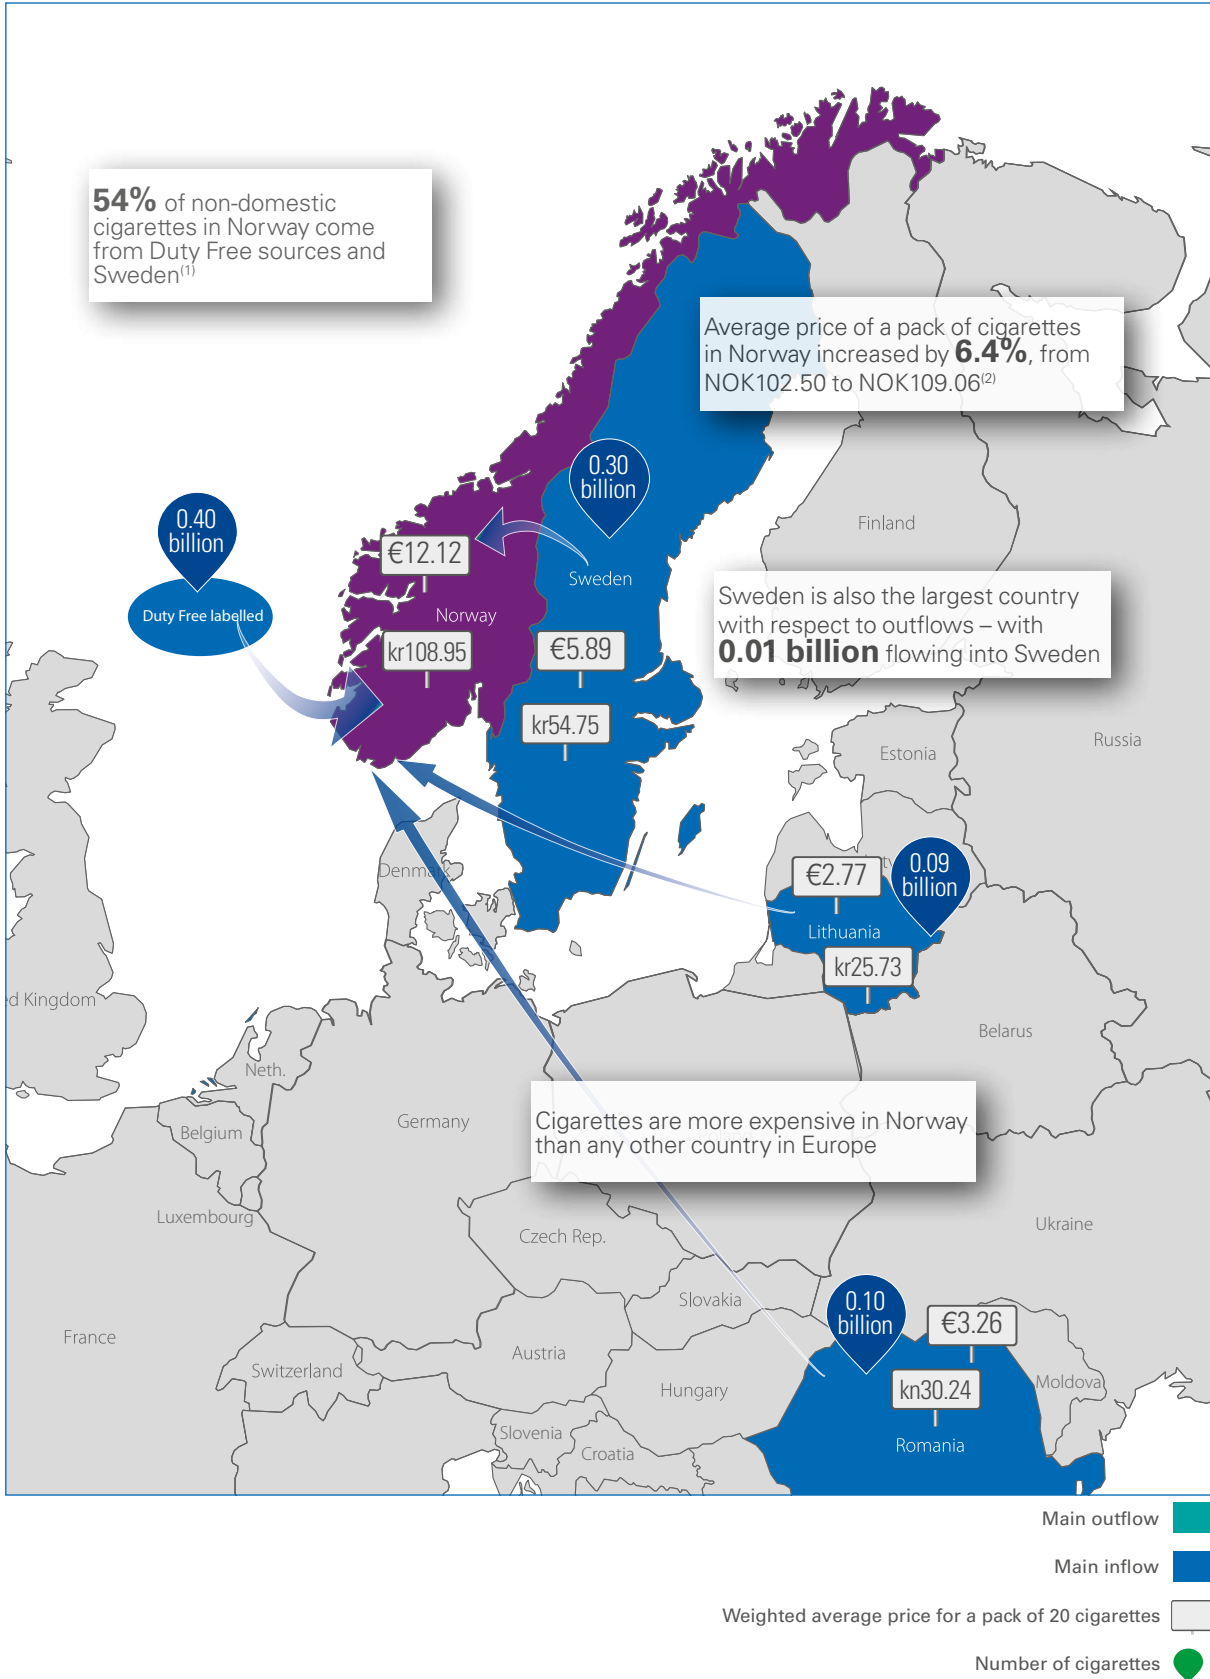 54% of non-domestic
cigarettes in Norway come
from Duty Free sources and
Sweden(1)
Average price of a pack of cigarettes
in Norway increased by 6.4%, from
NOK102.50 to NOK109.06(2)
0.30
billion
0.40
billion
Finland
€12.12
Sweden
Duty Free labelled
Norway
Sweden is also the largest country
with respect to outflows – with
0.01 billion flowing into Sweden
kr108.95
€5.89
kr54.75
Russia
Estonia
Denmark
€2.77
0.09
billion
Lithuania
kr25.73
d Kingdom
Belarus
Neth.
Germany
Belgium
Cigarettes are more expensive in Norway
than any other country in Europe
Luxembourg
Czech Rep.
Ukraine
Slovakia
0.10
billion
€3.26
France
Austria
Switzerland
Hungary
kn30.24
Moldova
Slovenia
Croatia
Romania
Main outflow
Main inflow
Weighted average price for a pack of 20 cigarettes
Number of cigarettes